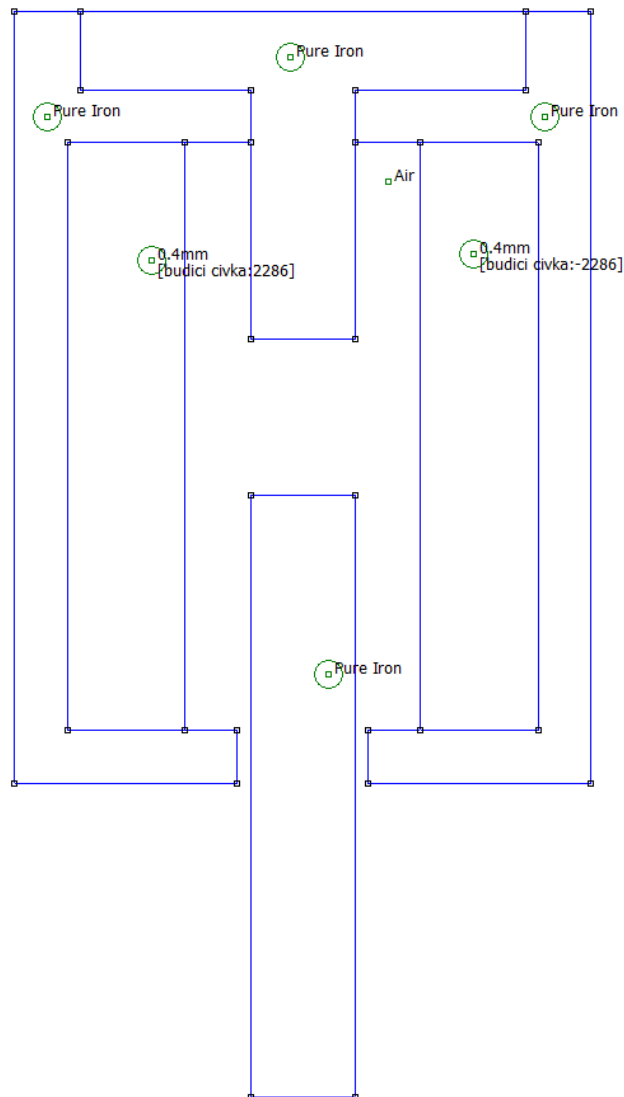 Pure Iron
Pure Iron
Pure Iron
Air
0.4mm
[budici civka:2286]
0.4mm
[budici civka:-2286]
Pure Iron